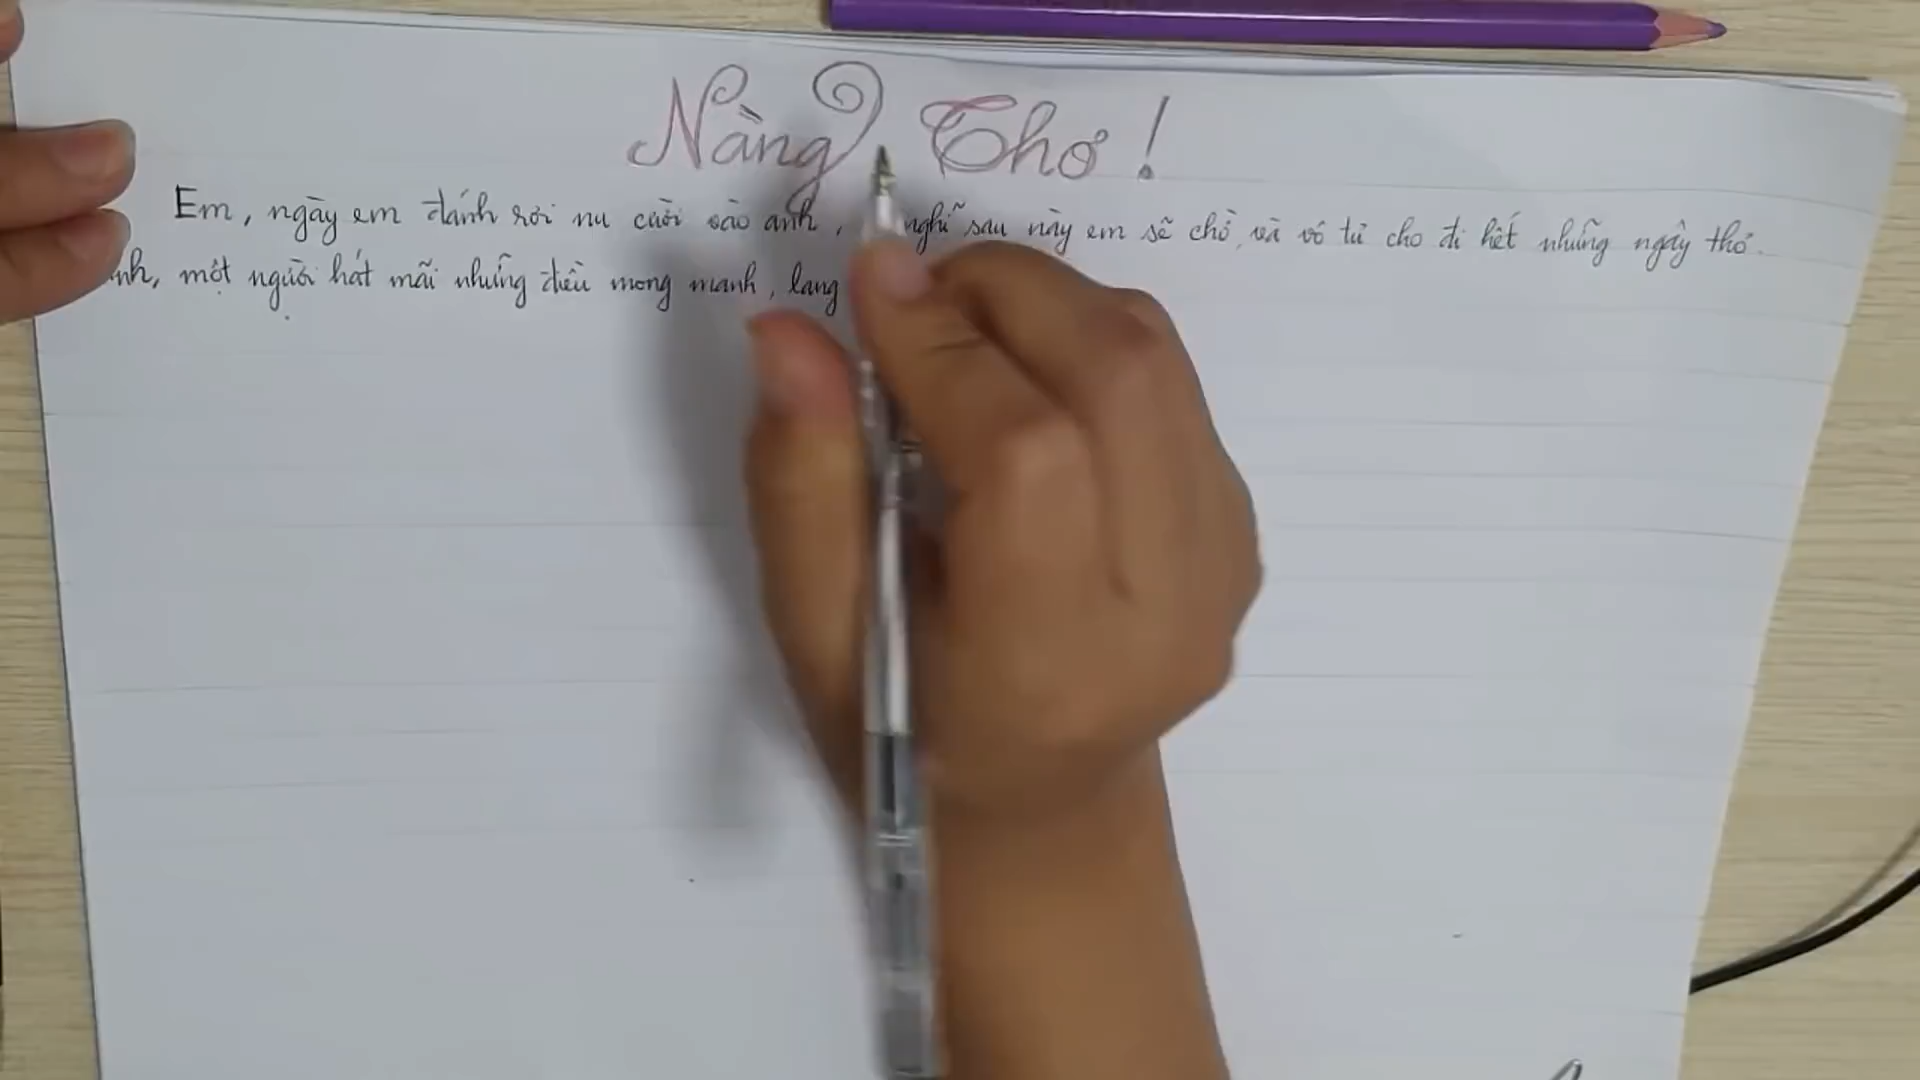 Nàng Thơ!
Em, ngày em đánh rơi nụ cười vào anh, nghĩ sau này em sẽ chờ, và vô tư cho đi hết những ngày thơ.
một người hát mãi những điều mong manh, lang